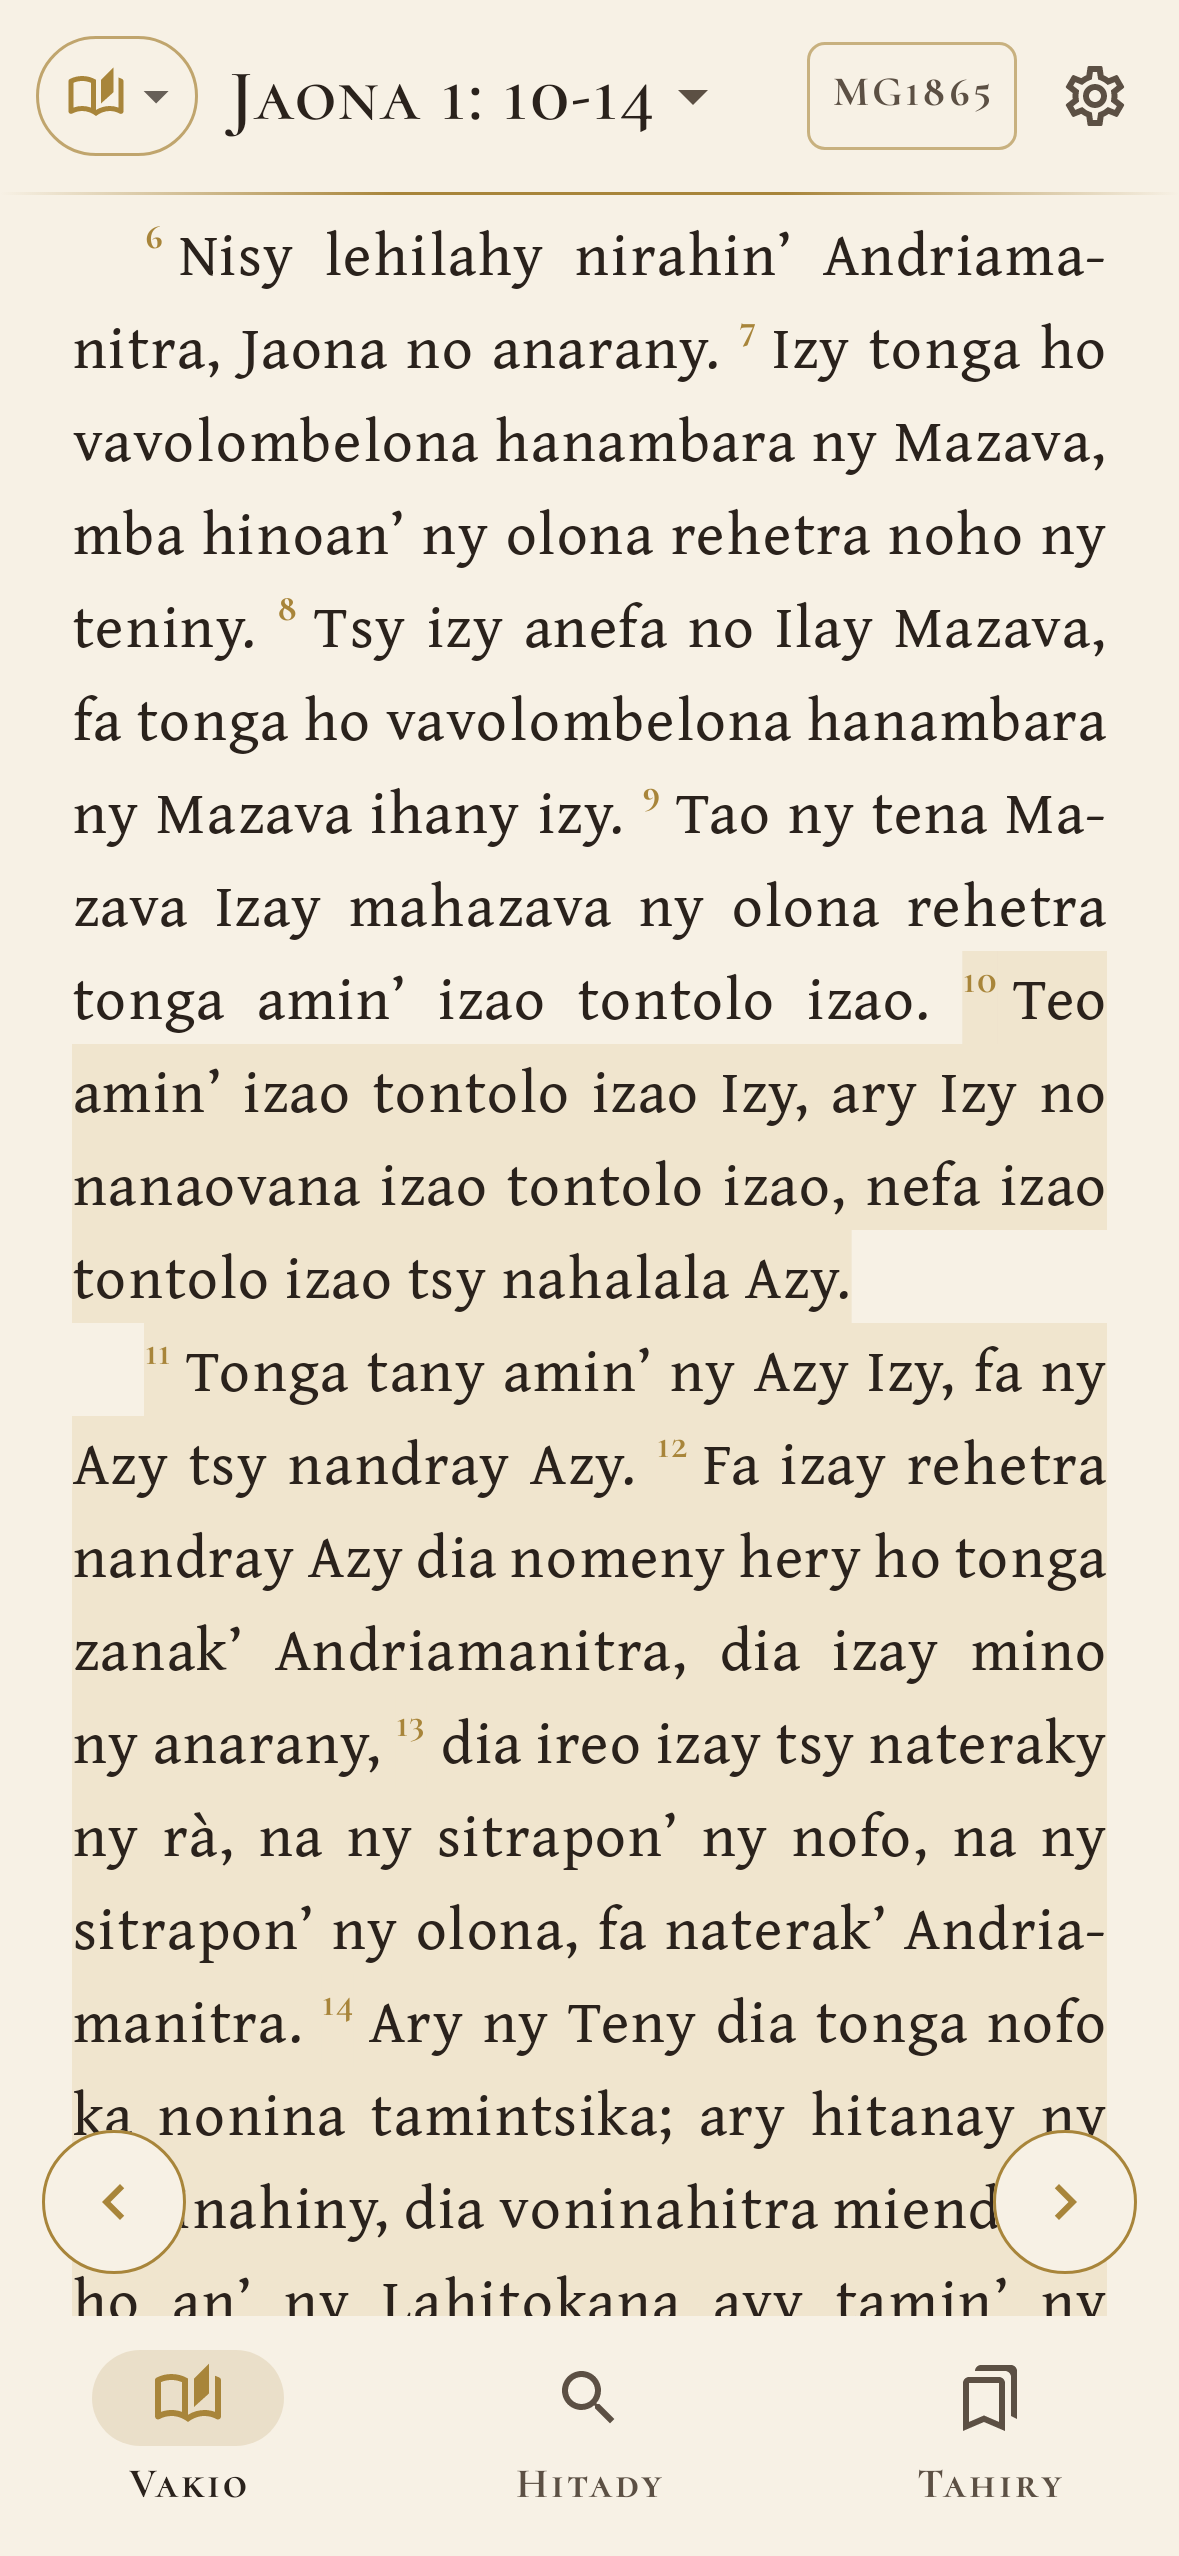 Jaona 1: 10-14
MG1865
6 Nisy lehilahy nirahin’ Andriama-
nitra, Jaona no anarany. 7 Izy tonga ho
vavolombelona hanambara ny Mazava,
mba hinoan’ ny olona rehetra noho ny
teniny. 8 Tsy izy anefa no Ilay Mazava,
fa tonga ho vavolombelona hanambara
ny Mazava ihany izy. 9 Tao ny tena Ma-
zava Izay mahazava ny olona rehetra
tonga amin’ izao tontolo izao. 10 Teo
amin’ izao tontolo izao Izy, ary Izy no
nanaovana izao tontolo izao, nefa izao
tontolo izao tsy nahalala Azy.
11 Tonga tany amin’ ny Azy Izy, fa ny
Azy tsy nandray Azy. 12 Fa izay rehetra
nandray Azy dia nomeny hery ho tonga
zanak’ Andriamanitra, dia izay mino
ny anarany, 13 dia ireo izay tsy nateraky
ny rà, na ny sitrapon’ ny nofo, na ny
sitrapon’ ny olona, fa naterak’ Andria-
manitra. 14 Ary ny Teny dia tonga nofo
ka nonina tamintsika; ary hitanay ny
dia voninahitra
ho an’ ny Lahitokana avy tamin’ ny
Vakio
Hitady
Tahiry